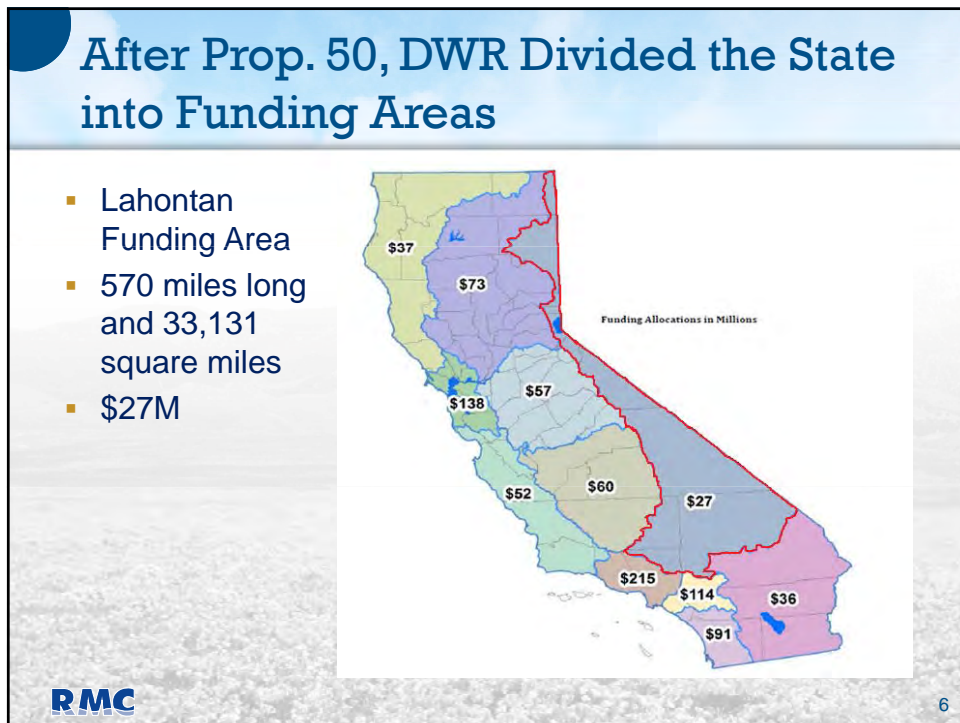 After Prop. 50, DWR Divided the State
into Funding Areas
▪ Lahontan
Funding Area
▪ 570 miles long
and 33,131
square miles
▪ $27M
Funding Allocations in Millions
$37
$73
$138
$57
$52
$60
$27
$215
$114
$36
$91
RMC
6